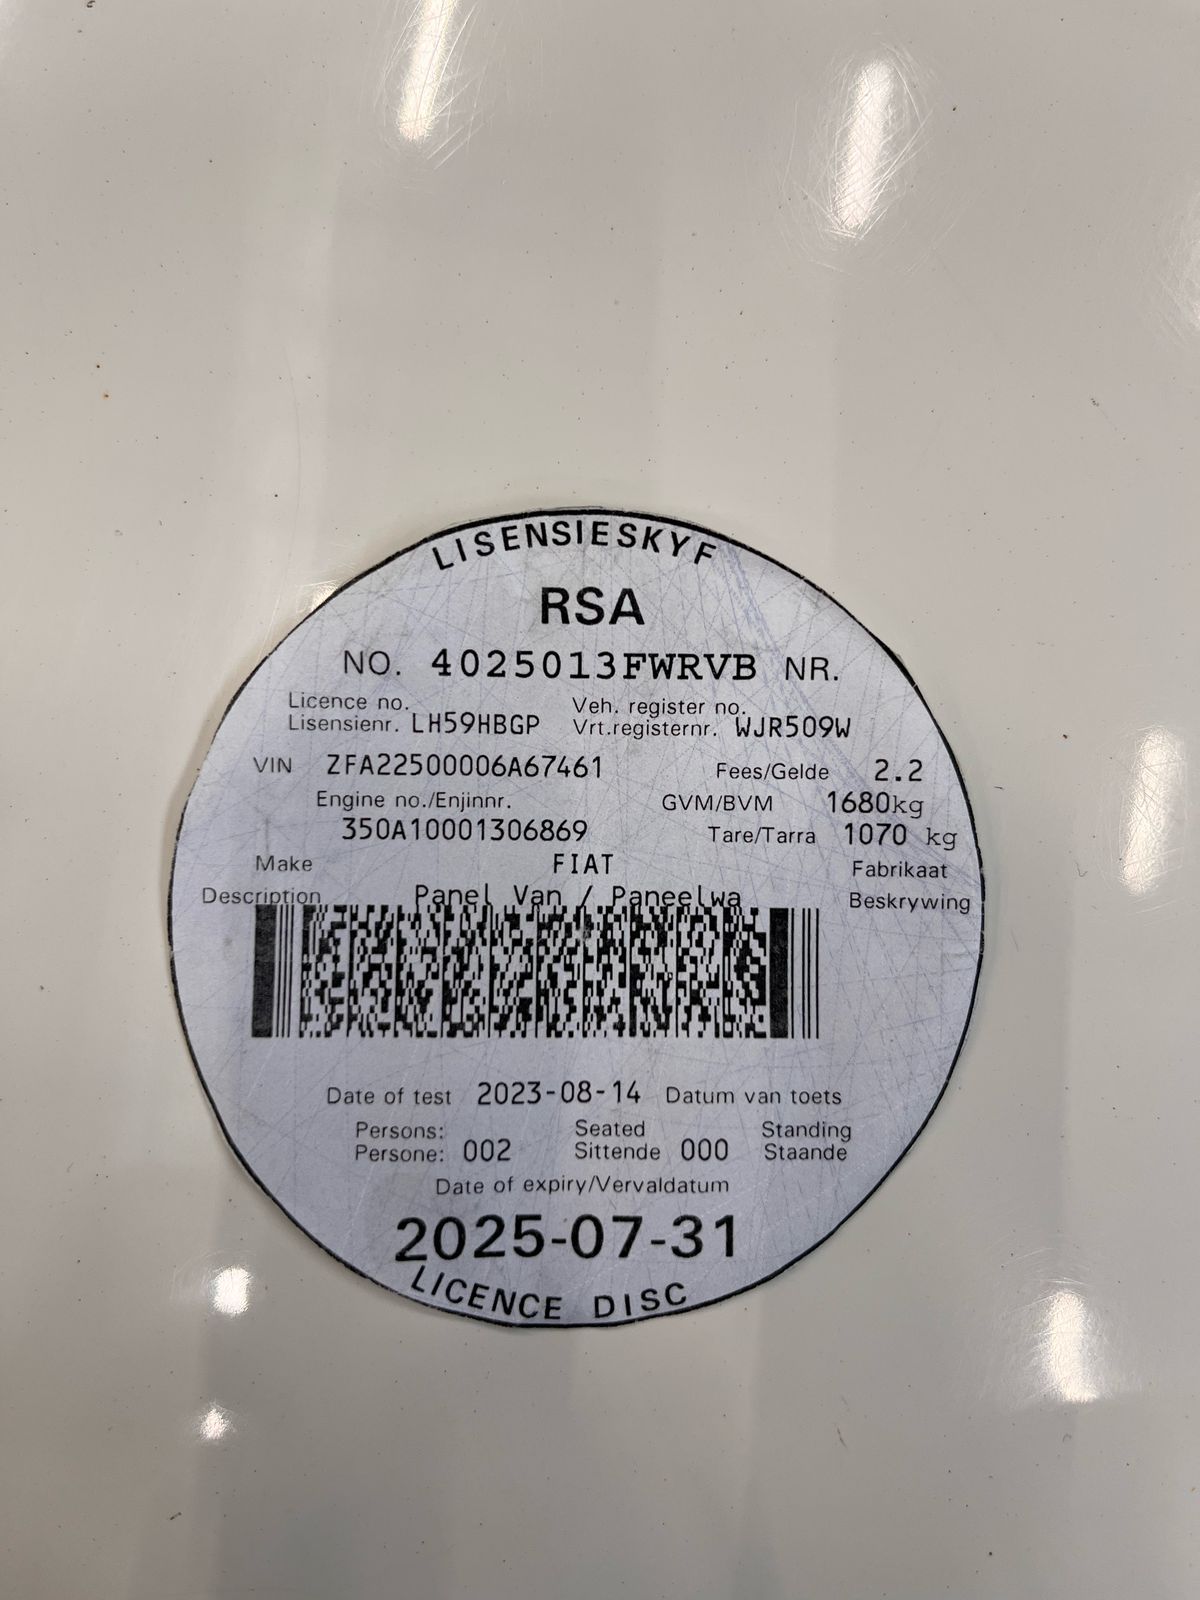 LISENSIESKYF
RSA
NO. 4025013FWRVB NR.
Licence no. Veh. register no.
Lisensienr. LH59HBGP Vrt.registernr. WJR509W
VIN ZFA22500006A67461 Fees/Gelde 2.2
Engine no./Enjinnr. GVM/BVM 1680kg
350A10001306869 Tare/Tarra 1070 kg
Make FIAT Fabrikaat
Description Panel Van / Paneelwa Beskrywing
Date of test 2023-08-14 Datum van toets
Persons: Seated Standing
Persone: 002 Sittende 000 Staande
Date of expiry/Vervaldatum
2025-07-31
LICENCE DISC